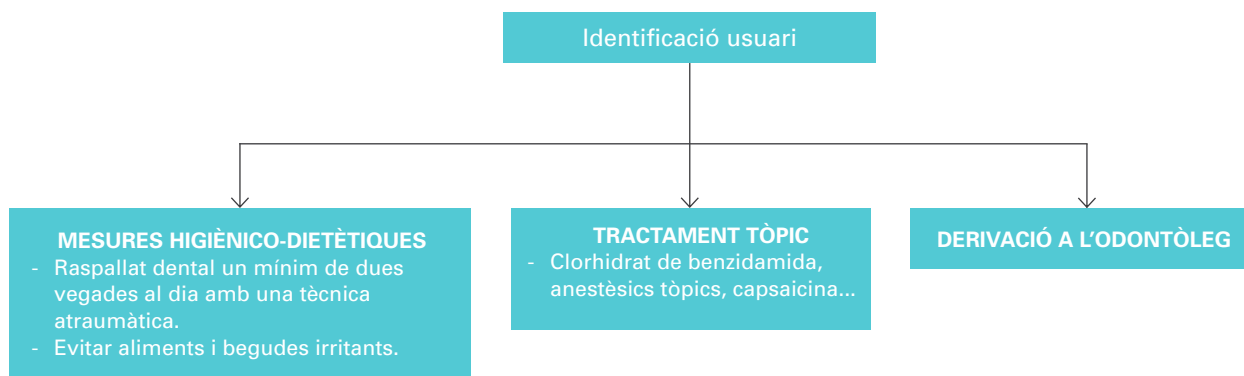 Identificació usuari
MESURES HIGIÈNICO-DIETÈTIQUES
- Raspallat dental un mínim de dues
vegades al dia amb una tècnica
atraumàtica.
- Evitar aliments i begudes irritants.
TRACTAMENT TÒPIC
- Clorhidrat de benzidamida,
anestèsics tòpics, capsaicina...
DERIVACIÓ A L’ODONTÒLEG